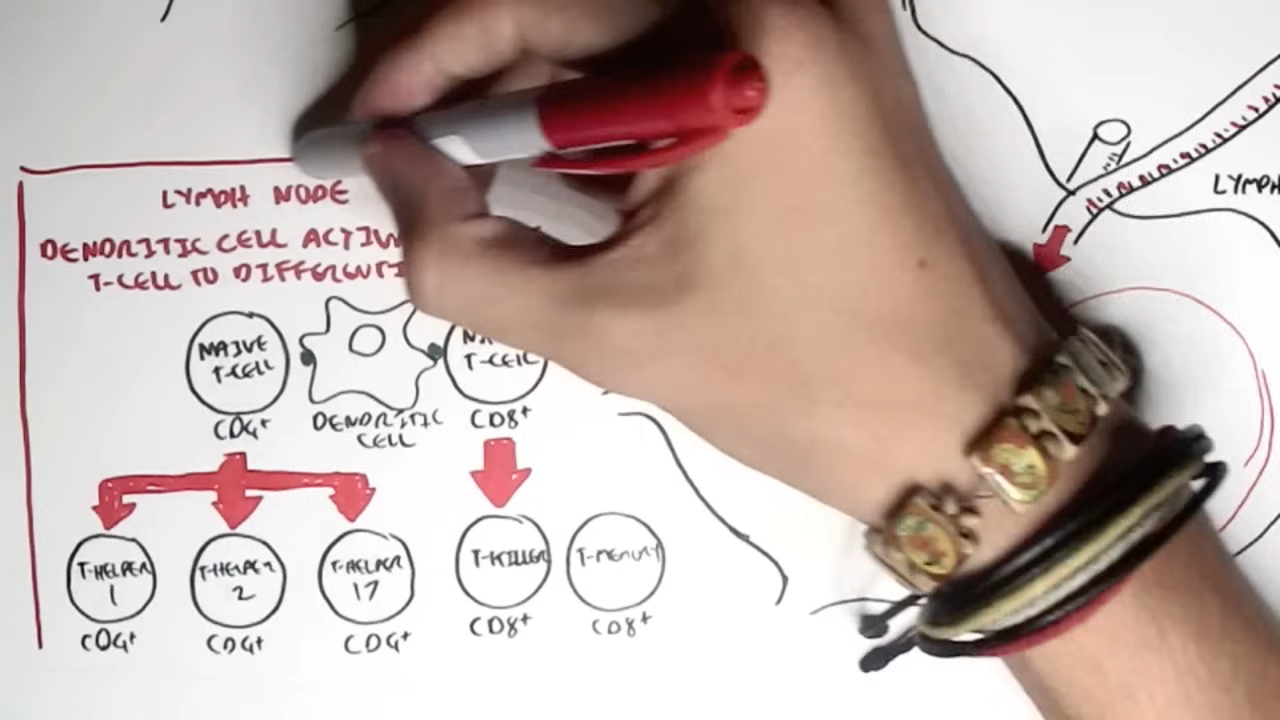 LYMPH NODE
DENDRITIC CELL ACTIV
T-CELL TO DIFFERENTI
NAIVE
T-CELL
CD4+
DENDRITIC
CELL
T-CELL
CD8+
T-HELPER
1
CD4+
T-HELPER
2
CD4+
T-HELPER
17
CD4+
T-KILLER
CD8+
T-MEMORY
CD8+
LYMPH